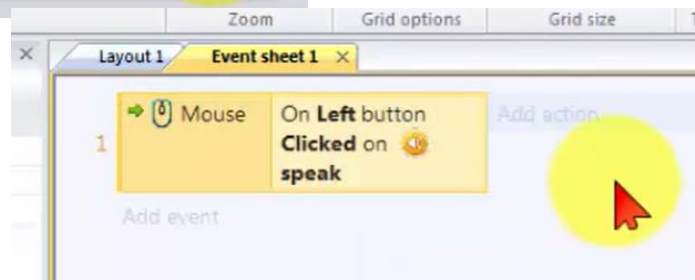 Zoom Grid options Grid size
Layout 1 Event sheet 1
Mouse On Left button Add action
1 Clicked on
speak
Add event